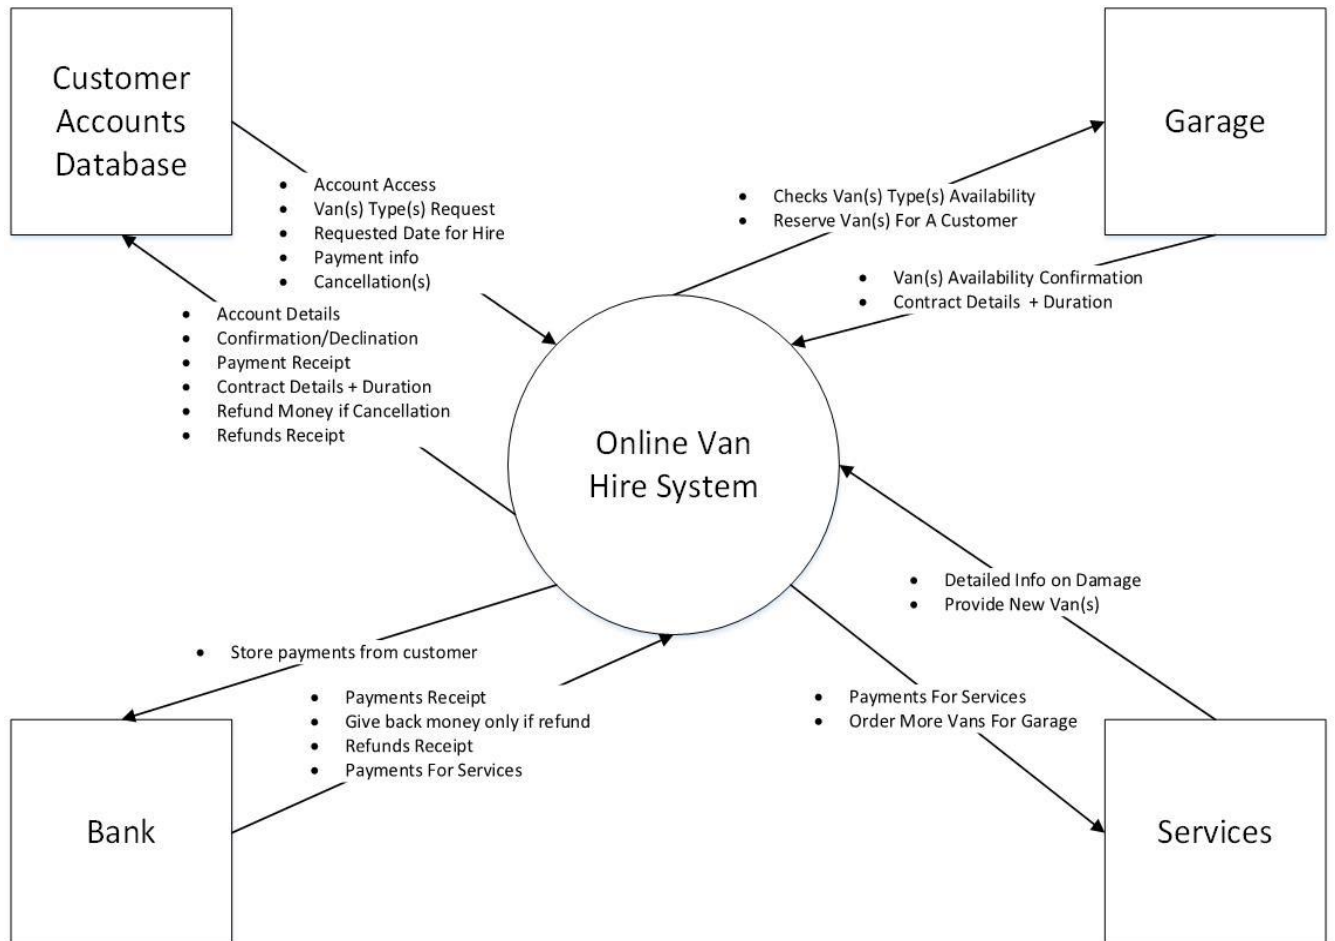 Customer
Accounts
Database
Garage
• Account Access
• Van(s) Type(s) Request
• Requested Date for Hire
• Payment info
• Cancellation(s)
• Checks Van(s) Type(s) Availability
• Reserve Van(s) For A Customer
• Van(s) Availability Confirmation
• Contract Details + Duration
• Account Details
• Confirmation/Declination
• Payment Receipt
• Contract Details + Duration
• Refund Money if Cancellation
• Refunds Receipt
Online Van
Hire System
• Detailed Info on Damage
• Provide New Van(s)
• Store payments from customer
• Payments Receipt
• Give back money only if refund
• Refunds Receipt
• Payments For Services
• Payments For Services
• Order More Vans For Garage
Bank
Services